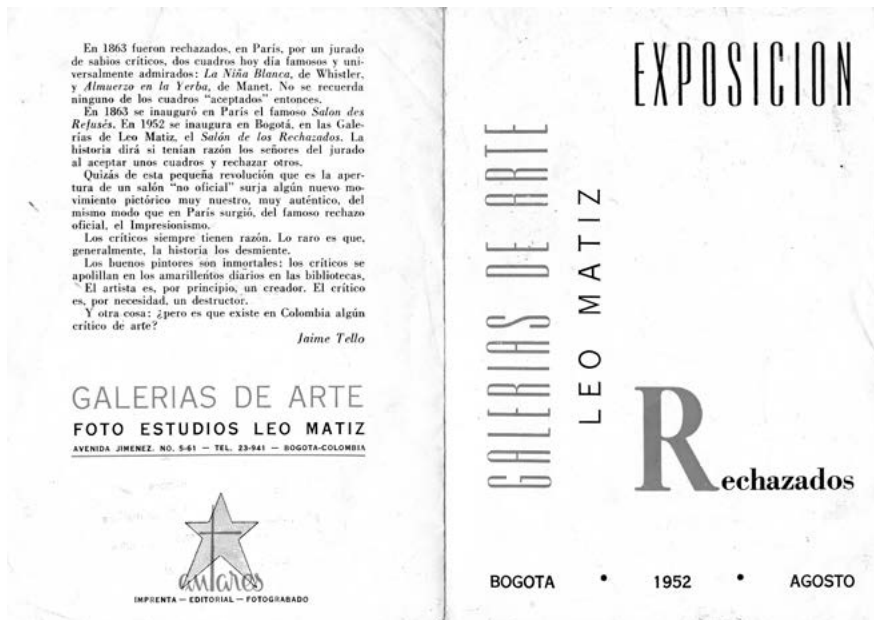 En 1863 fueron rechazados, en París, por un jurado
de sabios críticos, dos cuadros hoy día famosos y uni-
versalmente admirados: La Niña Blanca, de Whistler,
y Almuerzo en la Yerba, de Manet. No se recuerda
ninguno de los cuadros "aceptados" entonces.
En 1863 se inauguró en París el famoso Salon des
Refusés. En 1952 se inaugura en Bogotá, en las Gale-
rias de Leo Matiz, el Salón de los Rechazados. La
historia dirá si tenían razón los señores del jurado
al aceptar unos cuadros y rechazar otros.
Quizás de esta pequeña revolución que es la aper-
tura de un salón "no oficial" surja algún nuevo mo-
vimiento pictórico muy nuestro, muy auténtico, del
mismo modo que en París surgió, del famoso rechazo
oficial, el Impresionismo.
Los críticos siempre tienen razón. Lo raro es que,
generalmente, la historia los desmiente.
Los buenos pintores son inmortales: los críticos se
apolillan en los amarillentos diarios en las bibliotecas.
El artista es, por principio, un creador. El crítico
es, por necesidad, un destructor.
Y otra cosa: ¿pero es que existe en Colombia algún
crítico de arte?
Jaime Tello
GALERIAS DE ARTE
FOTO ESTUDIOS LEO MATIZ
AVENIDA JIMENEZ. NO. 5-61 — TEL. 23-941 — BOGOTA-COLOMBIA
antares
IMPRENTA — EDITORIAL — FOTOGRABADO
EXPOSICION
GALERIAS DE ARTE
LEO MATIZ
Rechazados
BOGOTA • 1952 • AGOSTO